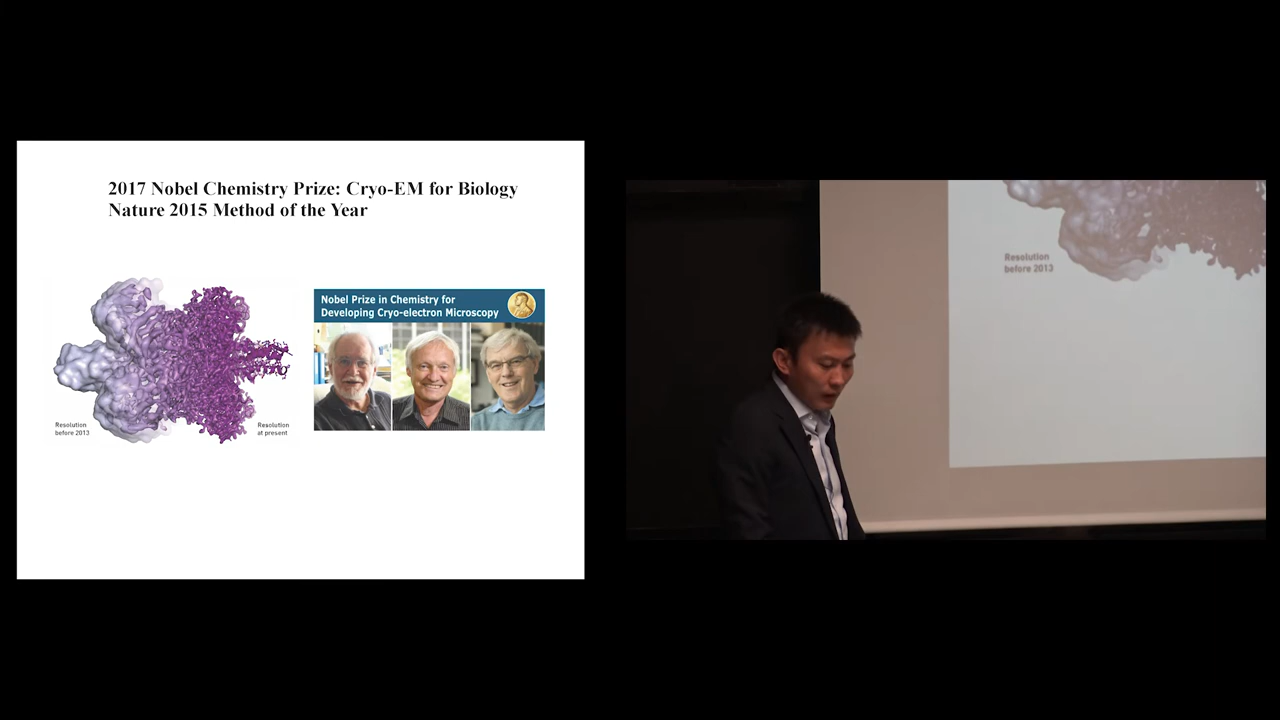 2017 Nobel Chemistry Prize: Cryo-EM for Biology
Nature 2015 Method of the Year
Nobel Prize in Chemistry for
Developing Cryo-electron Microscopy
Resolution
before 2013
Resolution
at present
Resolution
before 2013